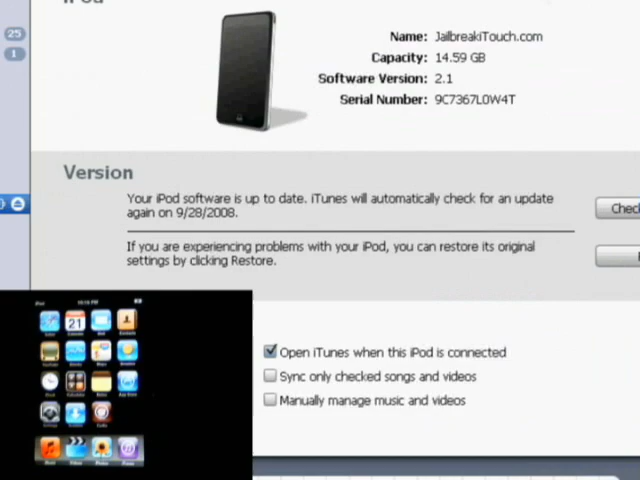 iPod
25
1
Name: JailbreakiTouch.com
Capacity: 14.59 GB
Software Version: 2.1
Serial Number: 9C7367L0W4T
Version
Your iPod software is up to date. iTunes will automatically check for an update
again on 9/28/2008.
Chec
If you are experiencing problems with your iPod, you can restore its original
settings by clicking Restore.
Open iTunes when this iPod is connected
Sync only checked songs and videos
Manually manage music and videos
21